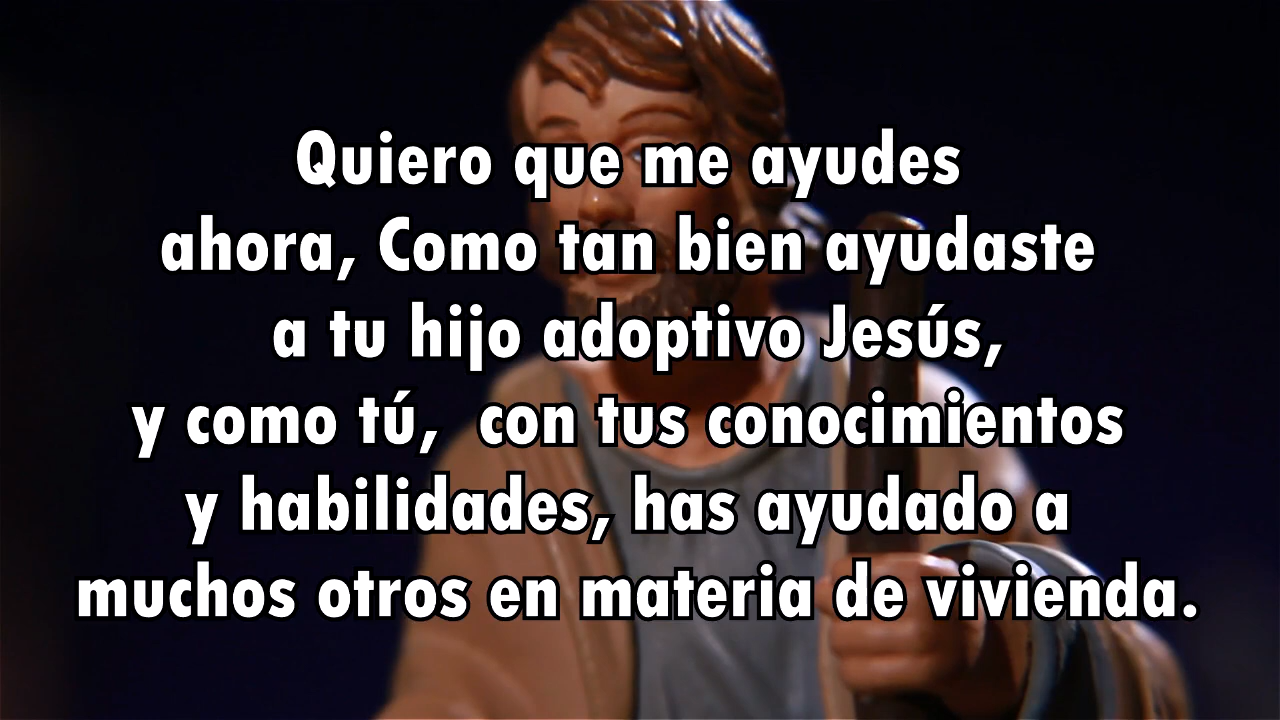 Quiero que me ayudes
ahora, Como tan bien ayudaste
a tu hijo adoptivo Jesús,
y como tú, con tus conocimientos
y habilidades, has ayudado a
muchos otros en materia de vivienda.